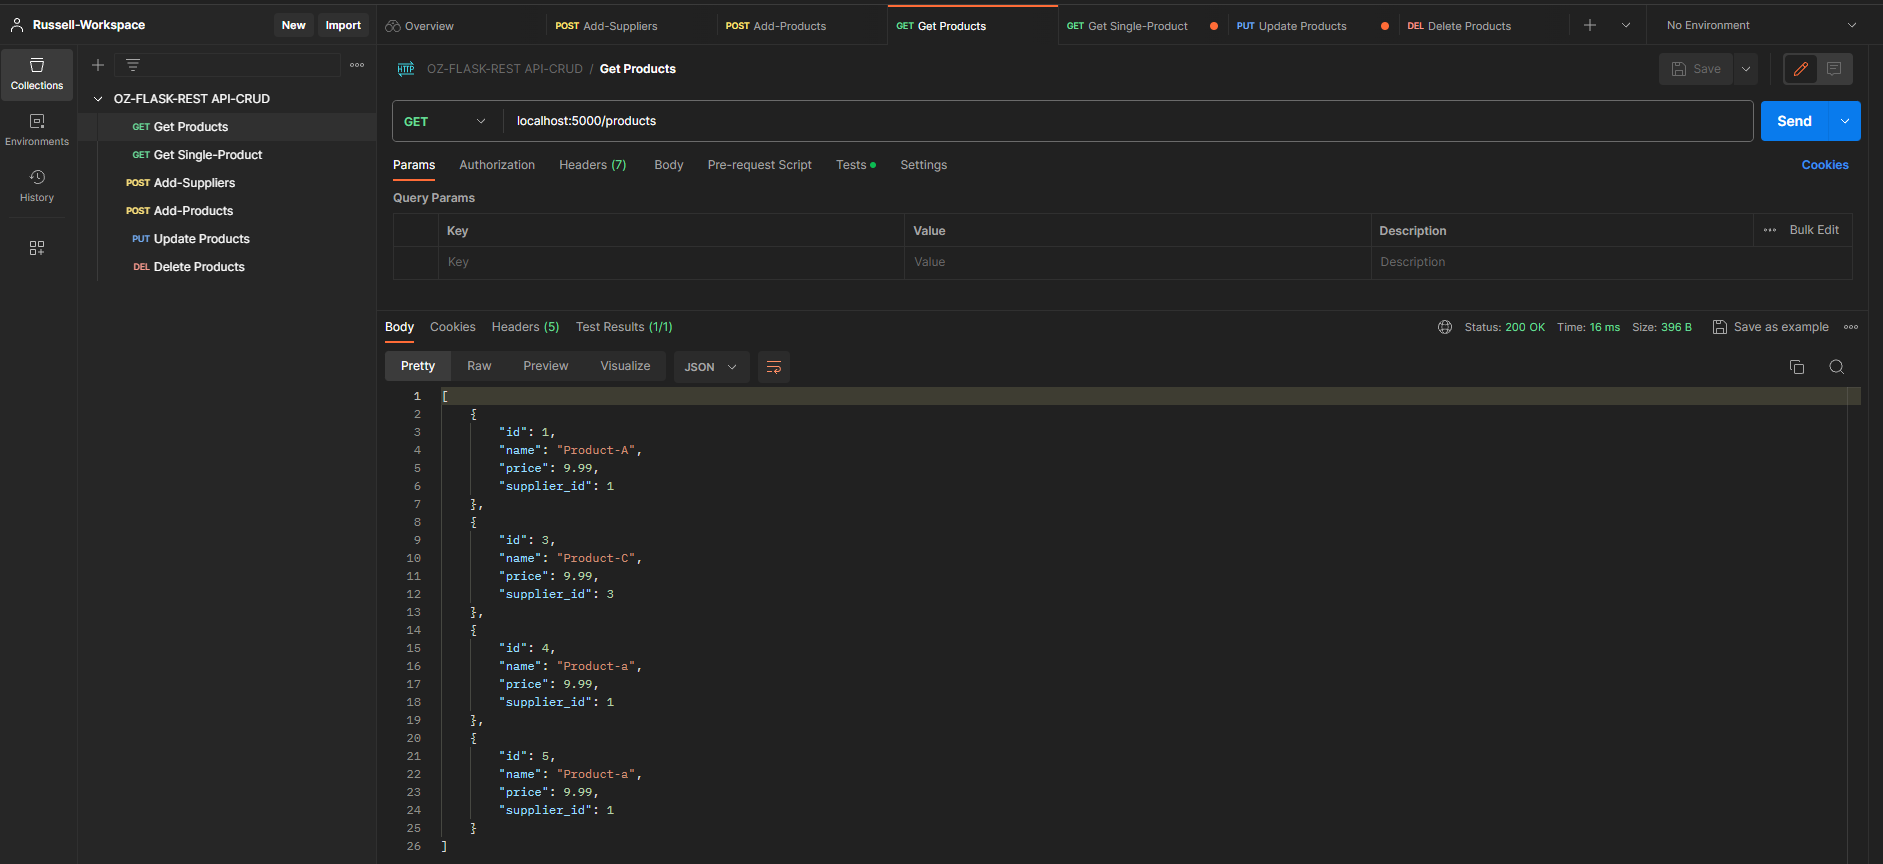 Russell-Workspace
New
Import
Overview
POST Add-Suppliers
POST Add-Products
GET Get Products
GET Get Single-Product
PUT Update Products
DEL Delete Products
No Environment
Collections
Environments
History
OZ-FLASK-REST API-CRUD
GET Get Products
GET Get Single-Product
POST Add-Suppliers
POST Add-Products
PUT Update Products
DEL Delete Products
HTTP OZ-FLASK-REST API-CRUD / Get Products
Save
GET localhost:5000/products
Send
Params Authorization Headers (7) Body Pre-request Script Tests Settings
Cookies
Query Params
Key Value Description Bulk Edit
Key Value Description
Body Cookies Headers (5) Test Results (1/1)
Status: 200 OK Time: 16 ms Size: 396 B Save as example
Pretty Raw Preview Visualize JSON
1 [
2 {
3 "id": 1,
4 "name": "Product-A",
5 "price": 9.99,
6 "supplier_id": 1
7 },
8 {
9 "id": 3,
10 "name": "Product-C",
11 "price": 9.99,
12 "supplier_id": 3
13 },
14 {
15 "id": 4,
16 "name": "Product-a",
17 "price": 9.99,
18 "supplier_id": 1
19 },
20 {
21 "id": 5,
22 "name": "Product-a",
23 "price": 9.99,
24 "supplier_id": 1
25 }
26 ]